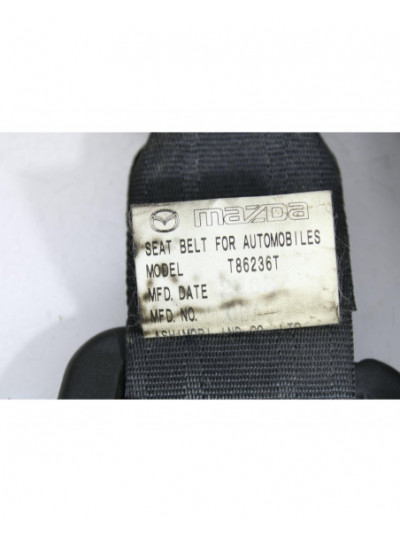 mazda
SEAT BELT FOR AUTOMOBILES
MODEL T86236T
MFD. DATE
MFD. NO.